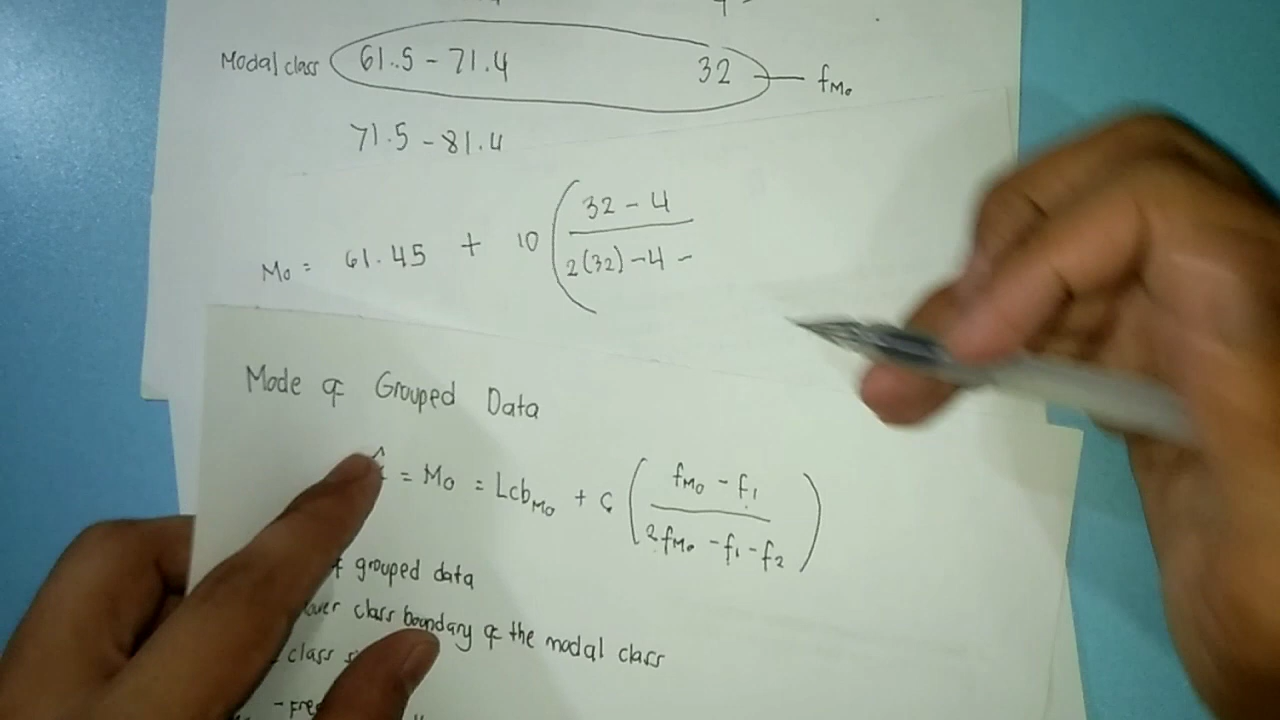 Modal class 61.5 - 71.4 32 fMo
71.5 - 81.4
Mo = 61.45 + 10 ( 32 - 4 / 2(32) - 4 -
Mode of Grouped Data
= Mo = LcbMo + c ( fMo - f1 / 2fMo - f1 - f2 )
grouped data
class boundary of the modal class
class